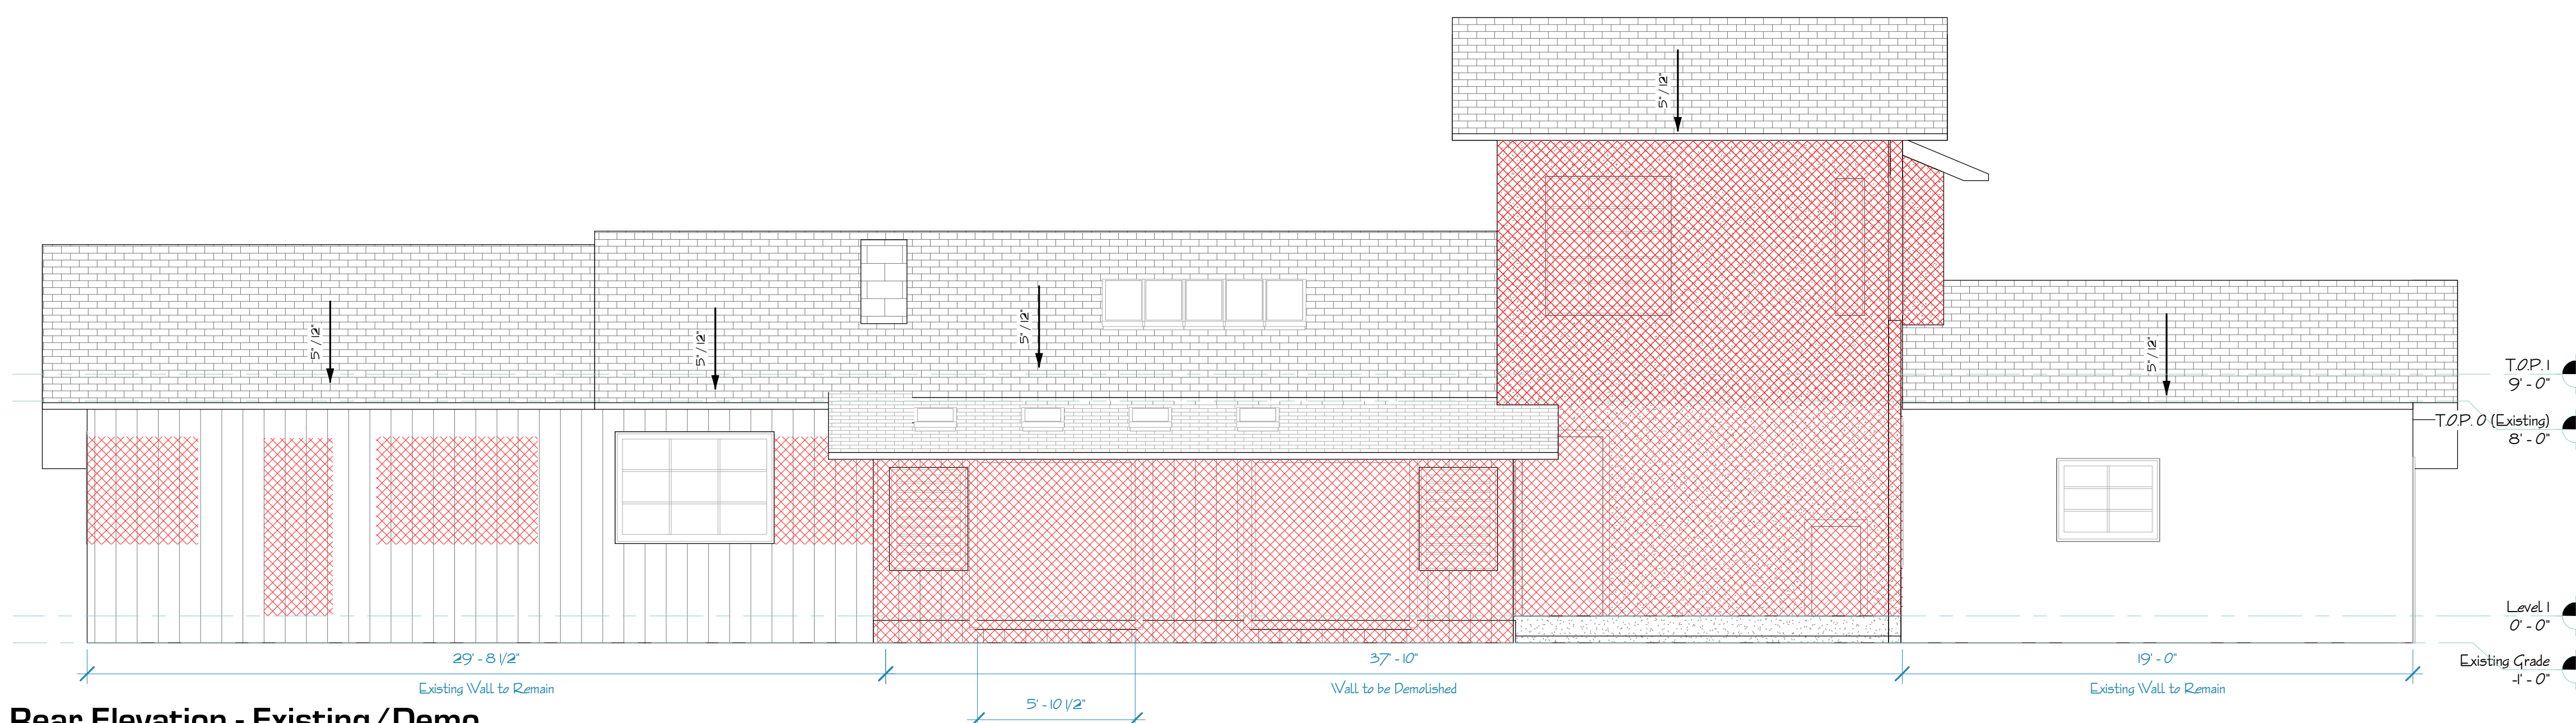 5" / 12"
5" / 12"
5" / 12"
5" / 12"
5" / 12"
T.O.P. 1
9' - 0"
T.O.P. 0 (Existing)
8' - 0"
Level 1
0' - 0"
Existing Grade
-1' - 0"
29' - 8 1/2"
37' - 10"
19' - 0"
Existing Wall to Remain
Wall to be Demolished
Existing Wall to Remain
5' - 10 1/2"
Rear Elevation - Existing/Demo